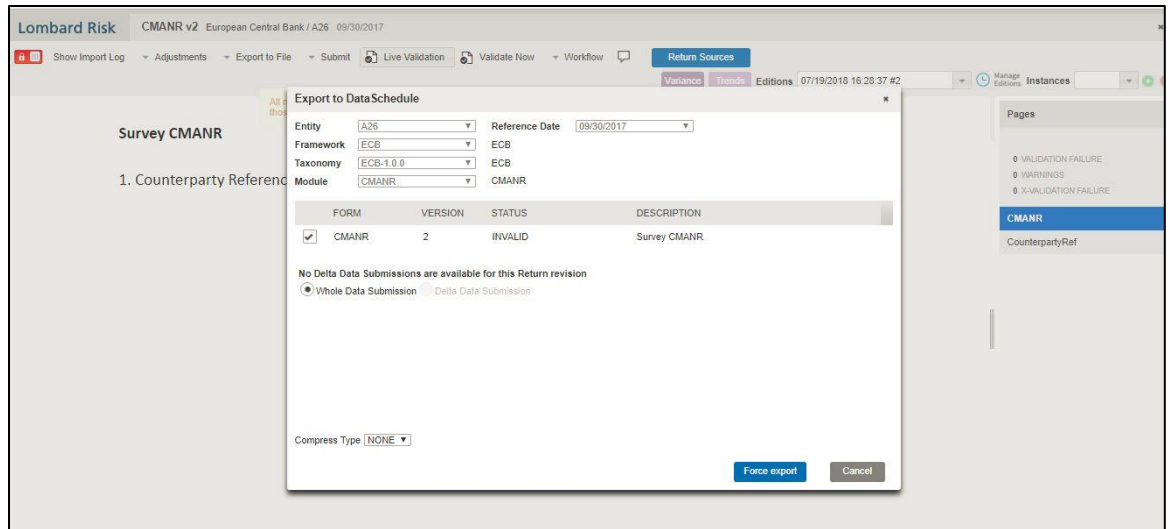 Lombard Risk CMANR v2 European Central Bank / A26 09/30/2017
Show Import Log Adjustments Export to File Submit Live Validation Validate Now Workflow Return Sources
Variance Trends Editions 07/19/2018 16:28:37 #2 Manage Editions Instances
All
thos
Survey CMANR
1. Counterparty Referenc
Export to DataSchedule
Entity A26 Reference Date 09/30/2017
Framework ECB ECB
Taxonomy ECB-1.0.0 ECB
Module CMANR CMANR
FORM VERSION STATUS DESCRIPTION
CMANR 2 INVALID Survey CMANR
No Delta Data Submissions are available for this Return revision
Whole Data Submission Delta Data Submission
Compress Type NONE
Force export Cancel
Pages
0 VALIDATION FAILURE
0 WARNINGS
0 X-VALIDATION FAILURE
CMANR
CounterpartyRef